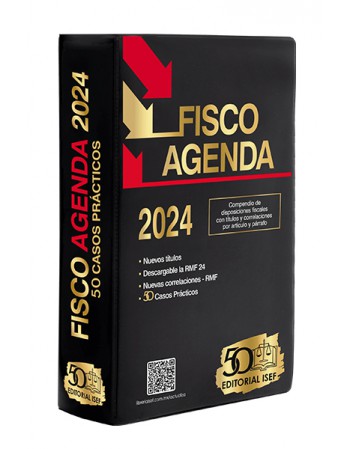 FISCO AGENDA 2024
50 CASOS PRÁCTICOS
50
EDITORIAL ISEF
FISCO
AGENDA
2024
Compendio de
disposiciones fiscales
con títulos y correlaciones
por artículo y párrafo
• Nuevos títulos
• Descargable la RMF 24
• Nuevas correlaciones - RMF
• 50 Casos Prácticos
50
EDITORIAL ISEF